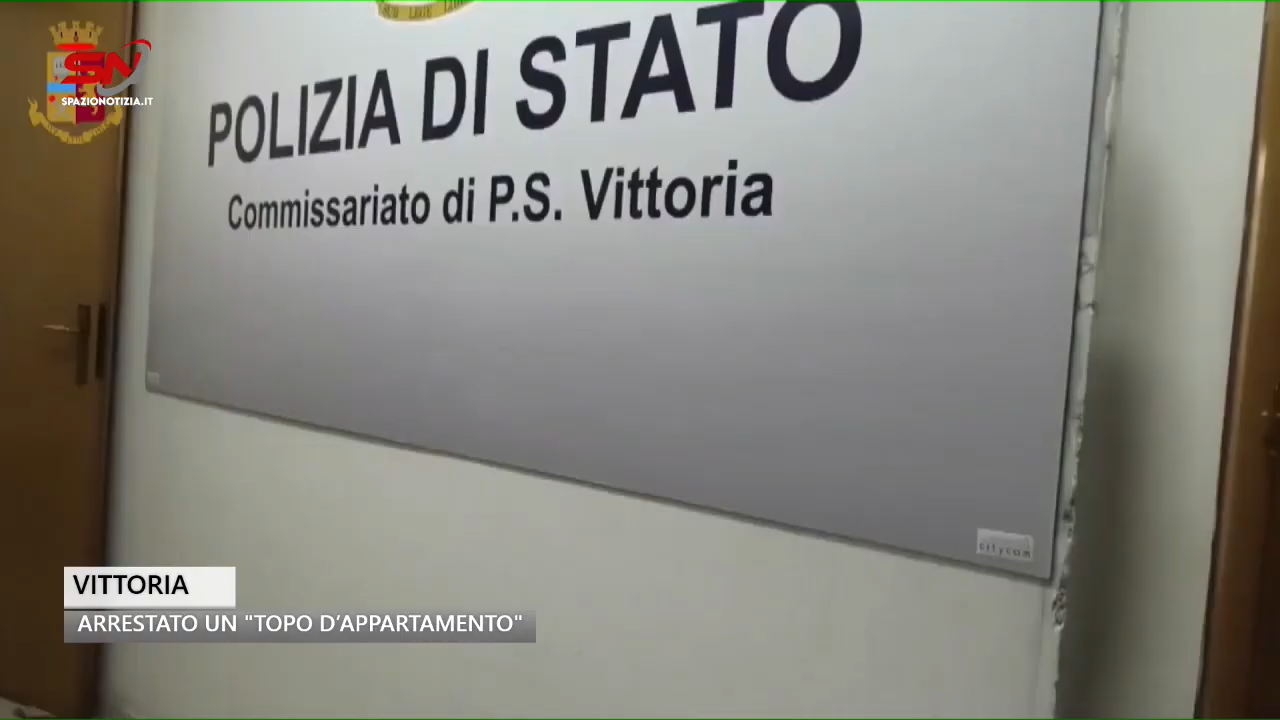 SN
SPAZIONOTIZIA.IT
POLIZIA DI STATO
Commissariato di P.S. Vittoria
citycom
VITTORIA
ARRESTATO UN "TOPO D’APPARTAMENTO"